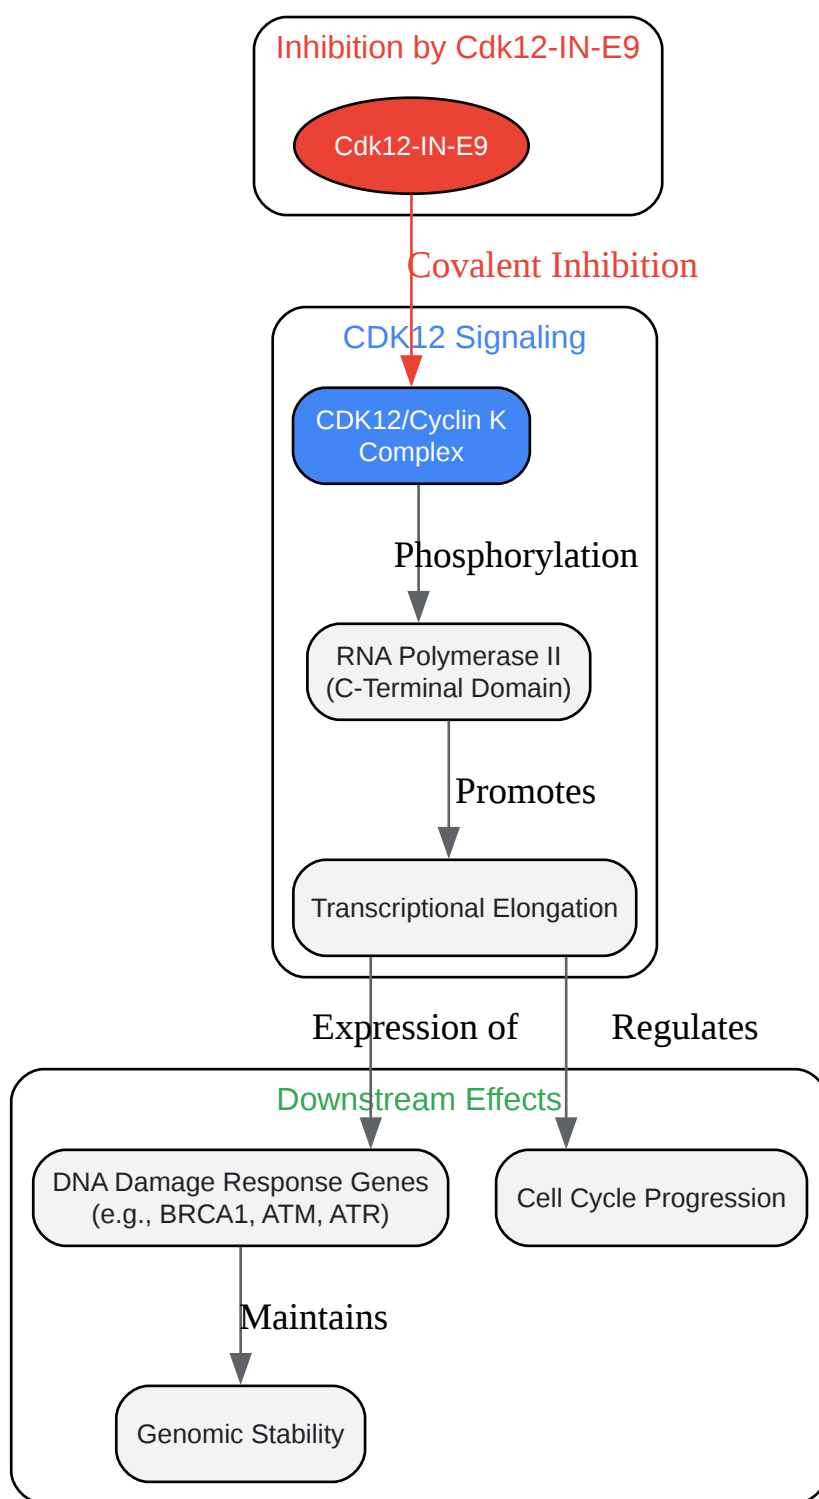 Inhibition by Cdk12-IN-E9
Cdk12-IN-E9
Covalent Inhibition
CDK12 Signaling
CDK12/Cyclin K
Complex
Phosphorylation
RNA Polymerase II
(C-Terminal Domain)
Promotes
Transcriptional Elongation
Expression of
Regulates
Downstream Effects
DNA Damage Response Genes
(e.g., BRCA1, ATM, ATR)
Cell Cycle Progression
Maintains
Genomic Stability